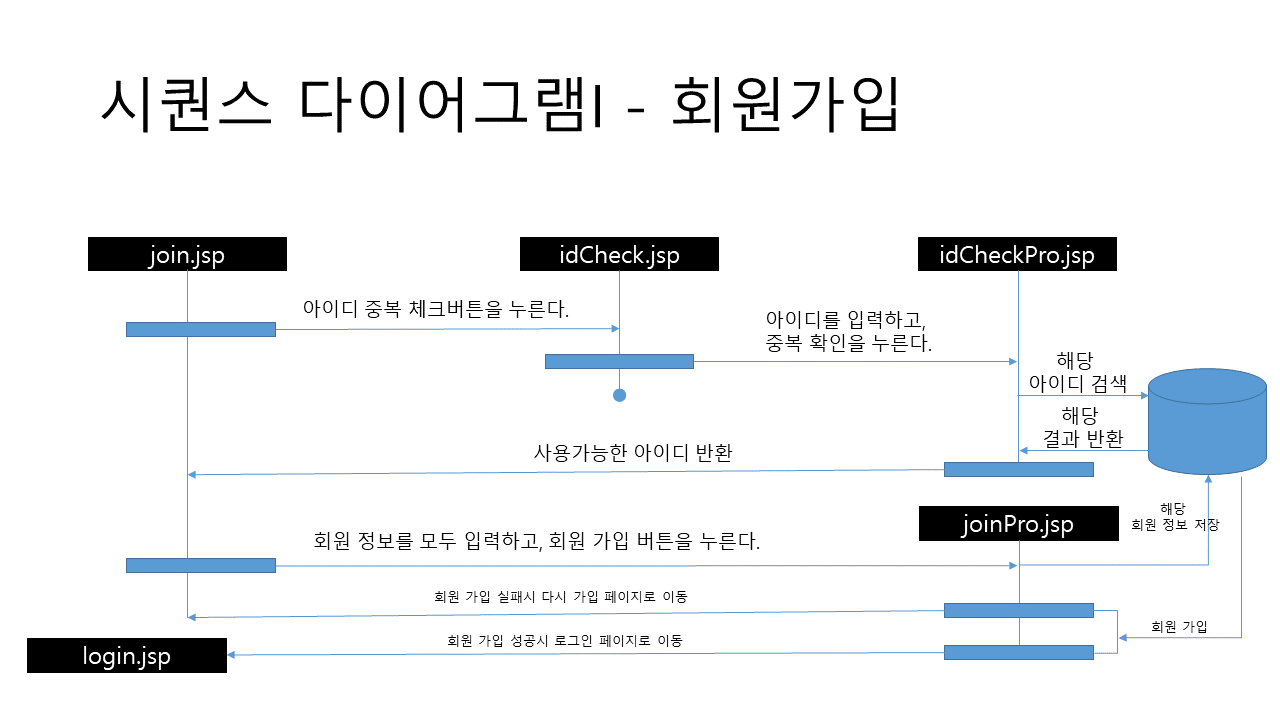 시퀀스 다이어그램I - 회원가입
join.jsp
idCheck.jsp
idCheckPro.jsp
아이디 중복 체크버튼을 누른다.
아이디를 입력하고,
중복 확인을 누른다.
해당
아이디 검색
해당
결과 반환
사용가능한 아이디 반환
joinPro.jsp
해당
회원 정보 저장
회원 정보를 모두 입력하고, 회원 가입 버튼을 누른다.
회원 가입 실패시 다시 가입 페이지로 이동
회원 가입
회원 가입 성공시 로그인 페이지로 이동
login.jsp